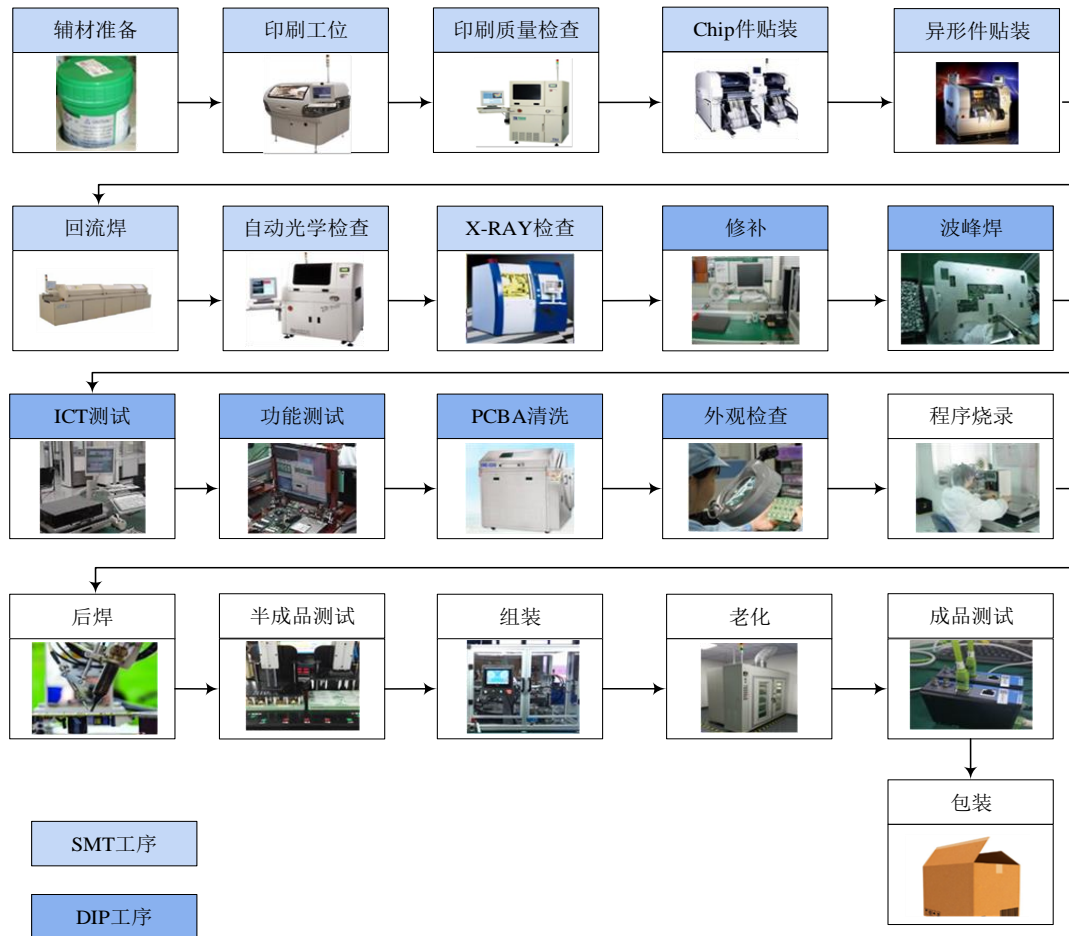 辅材准备
印刷工位
印刷质量检查
Chip件贴装
异形件贴装
回流焊
自动光学检查
X-RAY检查
修补
波峰焊
ICT测试
功能测试
PCBA清洗
外观检查
程序烧录
后焊
半成品测试
组装
老化
成品测试
包装
SMT工序
DIP工序